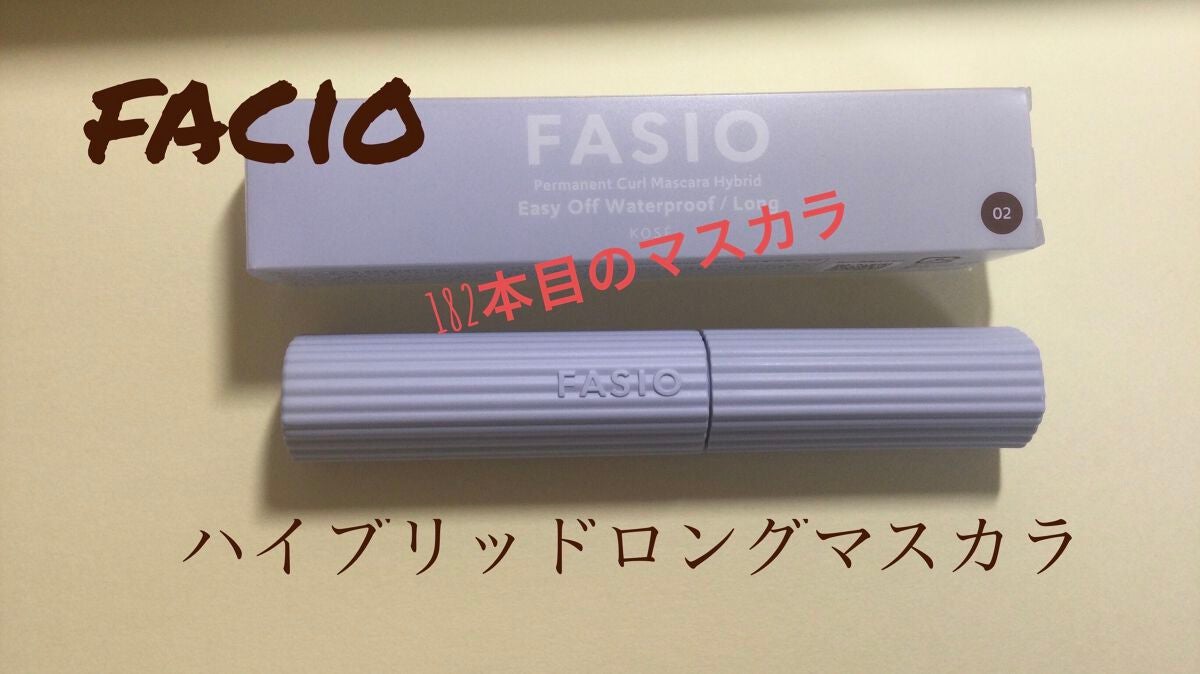 FACIO
FASIO
Permanent Curl Mascara Hybrid
Easy Off Waterproof / Long
KOSÉ
02
182本目のマスカラ
FASIO
ハイブリッドロングマスカラ